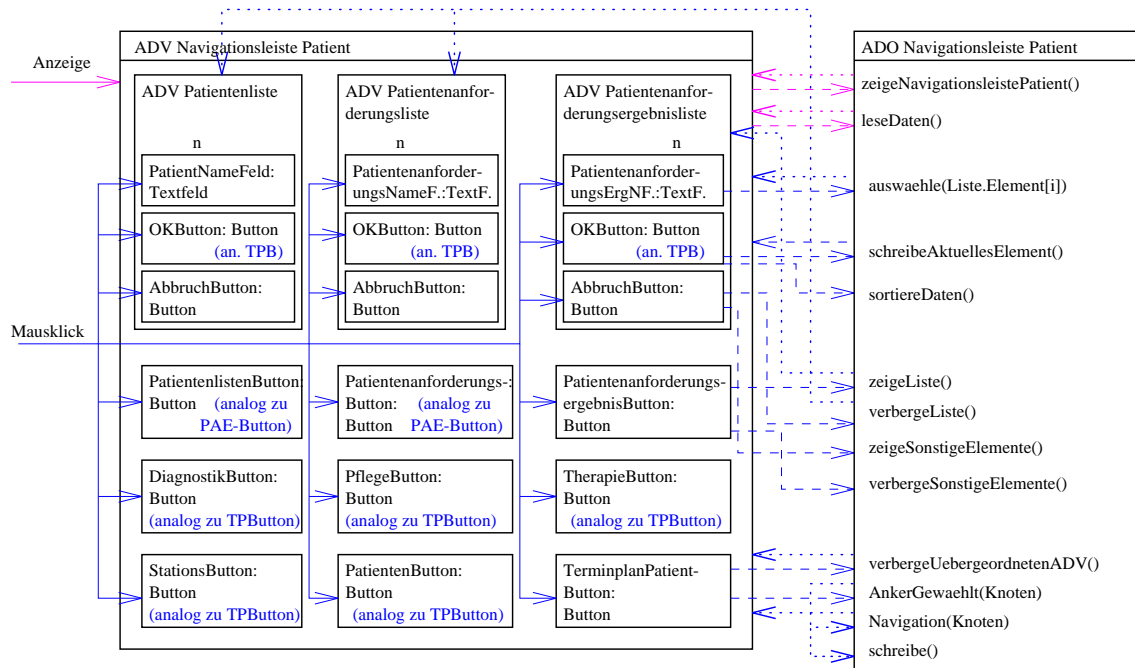 ADV Navigationsleiste Patient
ADO Navigationsleiste Patient
Anzeige
ADV Patientenliste
n
PatientNameFeld:
Textfeld
OKButton: Button
(an. TPB)
AbbruchButton:
Button
ADV Patientenanfor-
derungsliste
n
Patientenanforder-
ungsNameF.:TextF.
OKButton: Button
(an. TPB)
AbbruchButton:
Button
ADV Patientenanfor-
derungsergebnisliste
n
Patientenanforder-
ungsErgNF.:TextF.
OKButton: Button
(an. TPB)
AbbruchButton:
Button
Mausklick
PatientenlistenButton:
Button (analog zu
PAE-Button)
Patientenanforderungs-:
Button: (analog zu
Button PAE-Button)
Patientenanforderungs-
ergebnisButton:
Button
DiagnostikButton:
Button
(analog zu TPButton)
PflegeButton:
Button
(analog zu TPButton)
TherapieButton:
Button
(analog zu TPButton)
StationsButton:
Button
(analog zu TPButton)
PatientenButton:
Button
(analog zu TPButton)
TerminplanPatient-
Button:
Button
zeigeNavigationsleistePatient()
leseDaten()
auswaehle(Liste.Element[i])
schreibeAktuellesElement()
sortiereDaten()
zeigeListe()
verbergeListe()
zeigeSonstigeElemente()
verbergeSonstigeElemente()
verbergeUebergeordnetenADV()
AnkerGewaehlt(Knoten)
Navigation(Knoten)
schreibe()